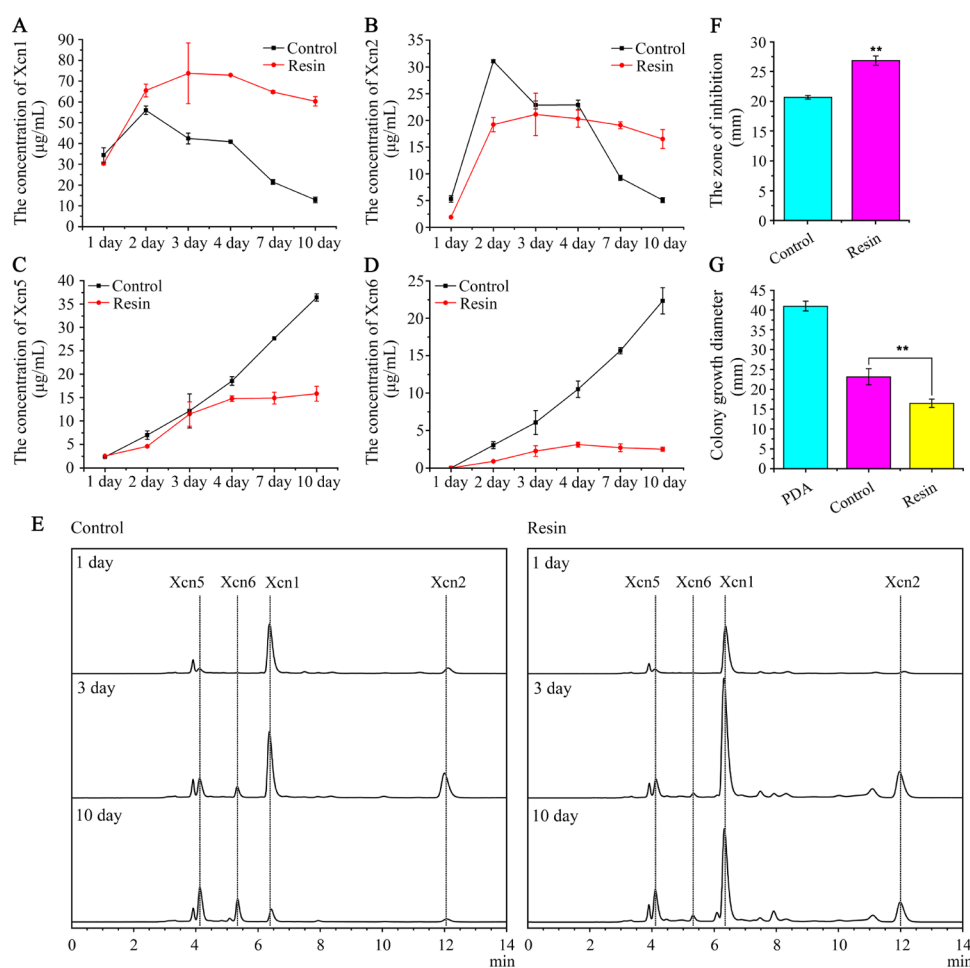 A
The concentration of Xcn1
(μg/mL)
90
80
70
60
50
40
30
20
10
0
Control
Resin
1 day 2 day 3 day 4 day 7 day 10 day
B
The concentration of Xcn2
(μg/mL)
35
30
25
20
15
10
5
0
Control
Resin
1 day 2 day 3 day 4 day 7 day 10 day
F
The zone of inhibition
(mm)
30
25
20
15
10
5
0
**
Control Resin
C
The concentration of Xcn5
(μg/mL)
40
35
30
25
20
15
10
5
0
Control
Resin
1 day 2 day 3 day 4 day 7 day 10 day
D
The concentration of Xcn6
(μg/mL)
25
20
15
10
5
0
Control
Resin
1 day 2 day 3 day 4 day 7 day 10 day
G
Colony growth diameter
(mm)
45
40
35
30
25
20
15
10
5
0
**
PDA Control Resin
E
Control
1 day
Xcn5 Xcn6 Xcn1 Xcn2
3 day
10 day
0 2 4 6 8 10 12 14
min
Resin
1 day
Xcn5 Xcn6 Xcn1 Xcn2
3 day
10 day
0 2 4 6 8 10 12 14
min